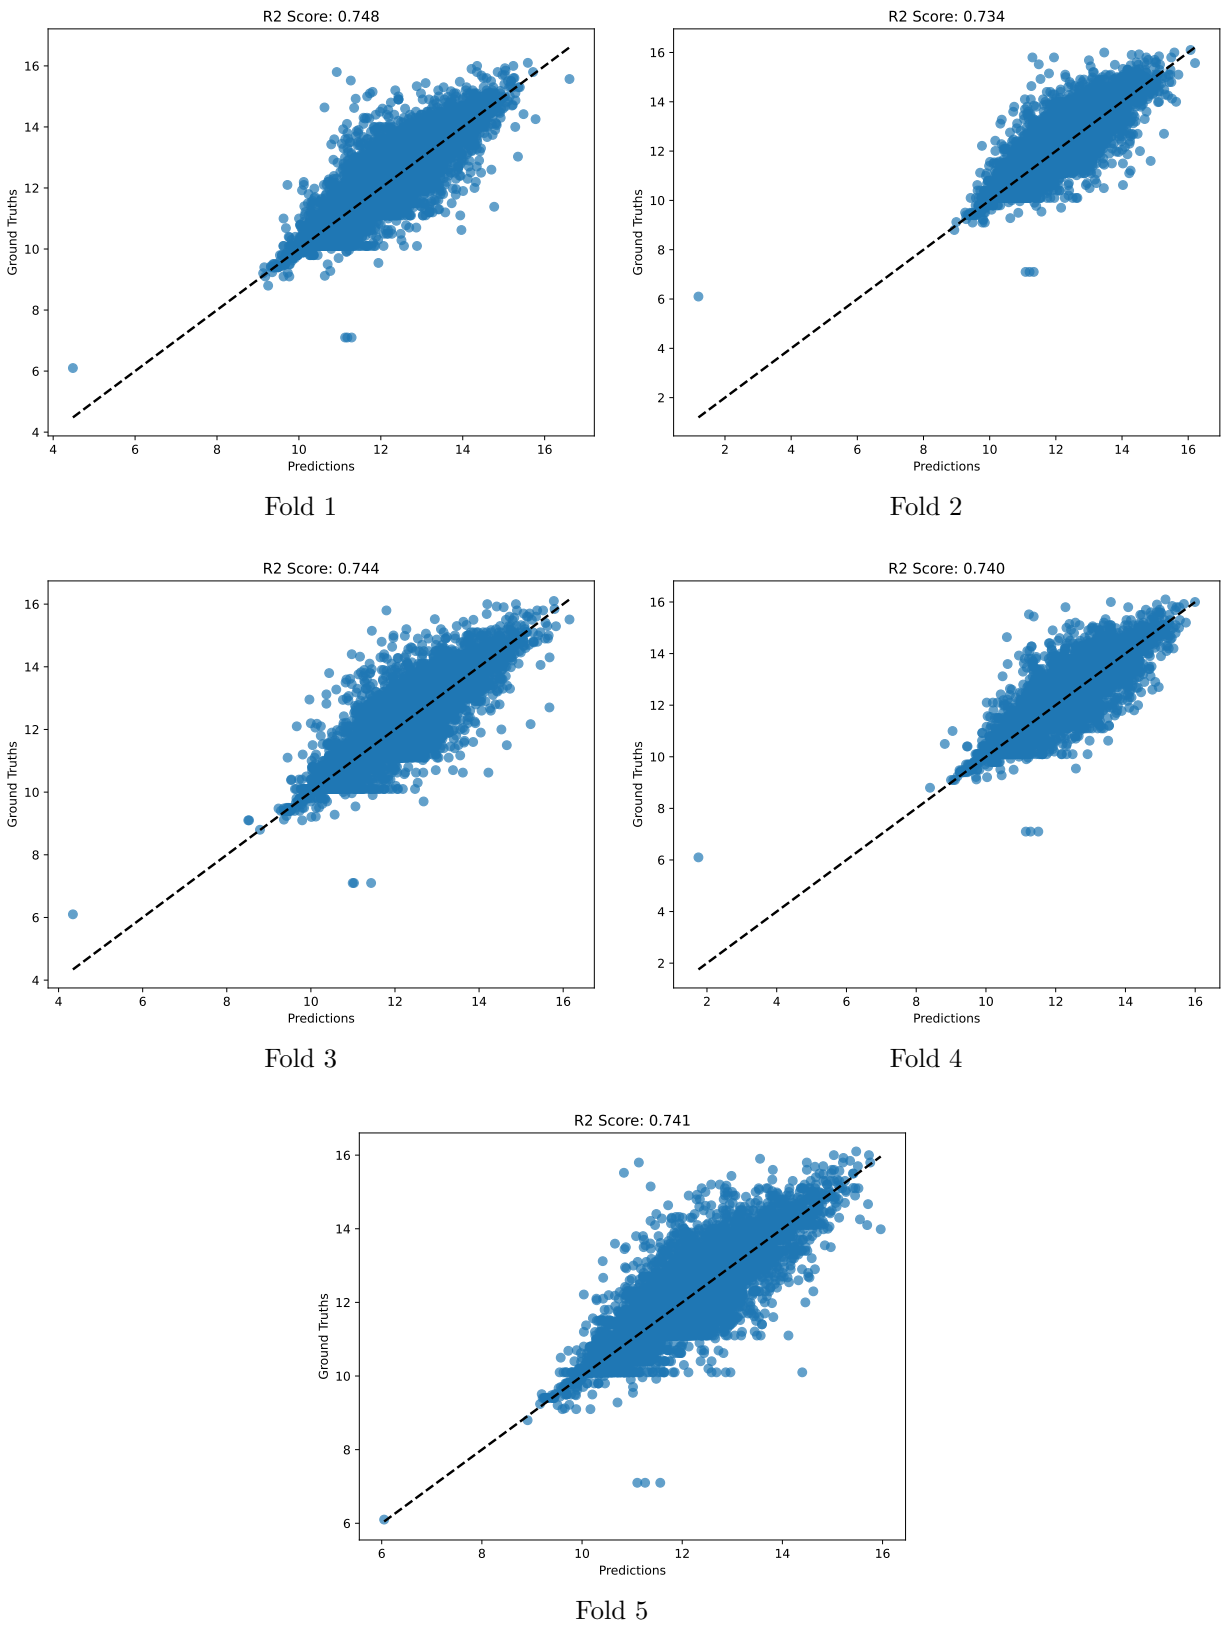 R2 Score: 0.748
Ground Truths
16
14
12
10
8
6
4
4 6 8 10 12 14 16
Predictions
Fold 1
R2 Score: 0.734
Ground Truths
16
14
12
10
8
6
4
2
2 4 6 8 10 12 14 16
Predictions
Fold 2
R2 Score: 0.744
Ground Truths
16
14
12
10
8
6
4
4 6 8 10 12 14 16
Predictions
Fold 3
R2 Score: 0.740
Ground Truths
16
14
12
10
8
6
4
2
2 4 6 8 10 12 14 16
Predictions
Fold 4
R2 Score: 0.741
Ground Truths
16
14
12
10
8
6
6 8 10 12 14 16
Predictions
Fold 5